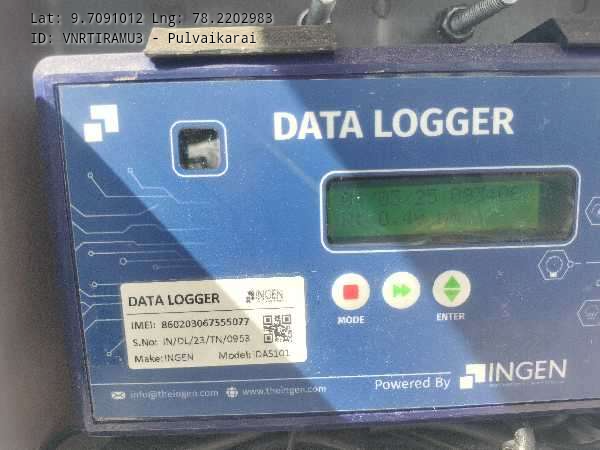 Lat: 9.7091012 Lng: 78.2202983
ID: VNRTIRAMU3 - Pulvaikarai
DATA LOGGER
MODE
ENTER
DATA LOGGER INGEN
IMEI: 860203067555077
S.No: IN/DL/23/TN/0953
Make: INGEN Model: DAS101
Powered By INGEN
info@theingen.com www.theingen.com